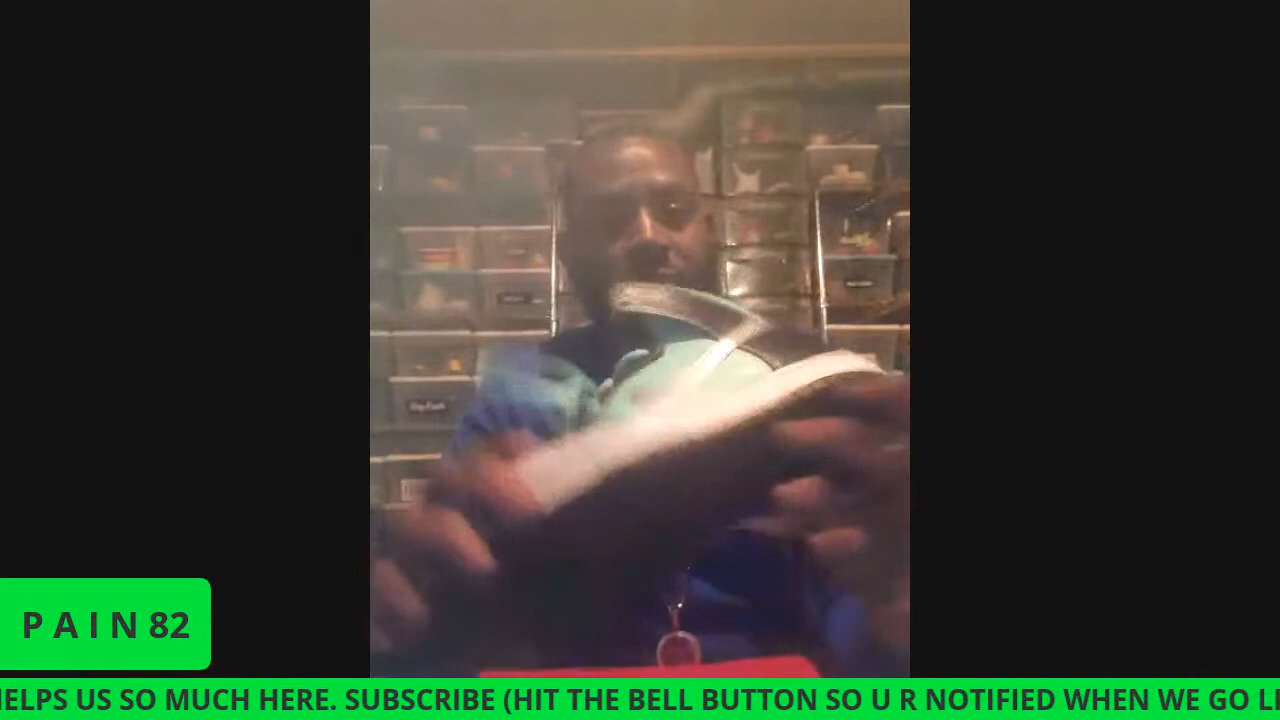 P A I N 82
ELPS US SO MUCH HERE. SUBSCRIBE (HIT THE BELL BUTTON SO U R NOTIFIED WHEN WE GO LI